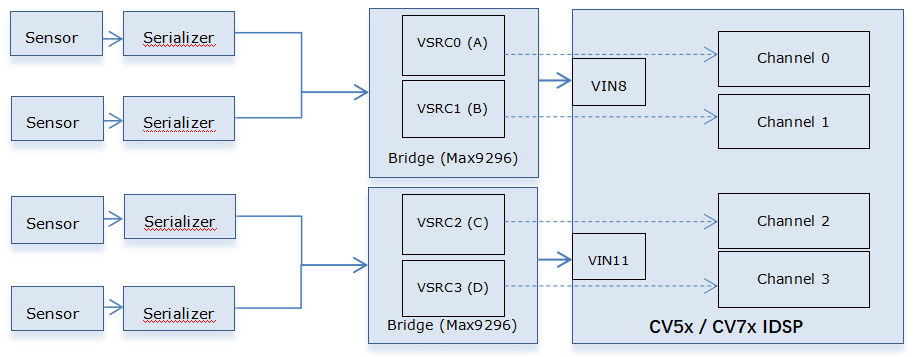 Sensor
Serializer
VSRC0 (A)
Channel 0
VIN8
Sensor
Serializer
VSRC1 (B)
Channel 1
Bridge (Max9296)
Sensor
Serializer
VSRC2 (C)
Channel 2
VIN11
Sensor
Serializer
VSRC3 (D)
Channel 3
Bridge (Max9296)
CV5x / CV7x IDSP